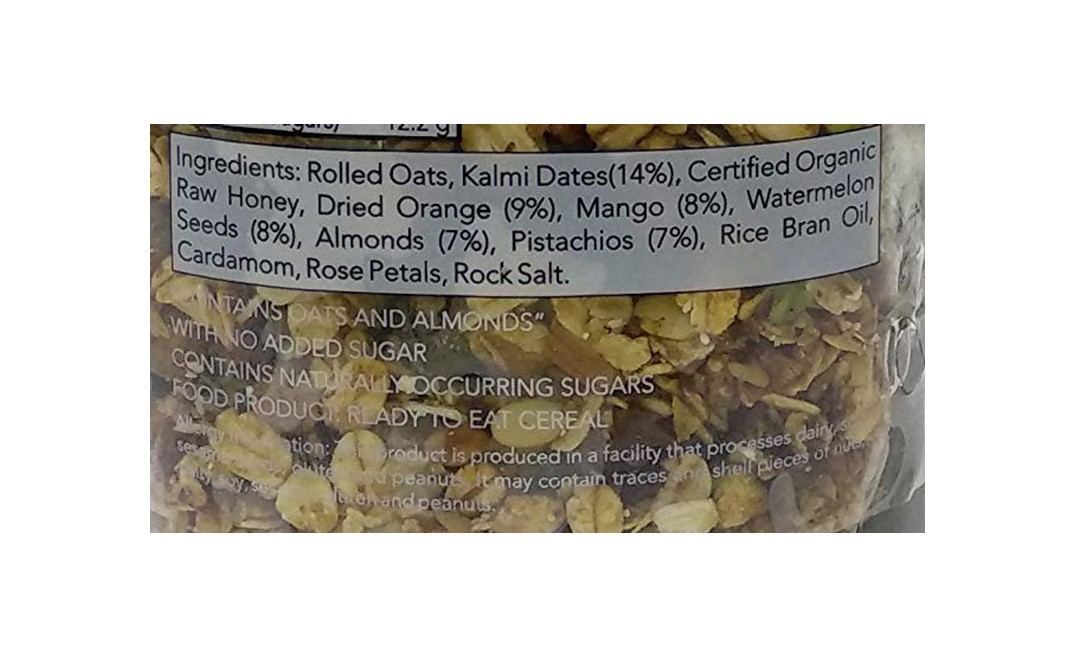 12.2 g
Ingredients: Rolled Oats, Kalmi Dates(14%), Certified Organic
Raw Honey, Dried Orange (9%), Mango (8%), Watermelon
Seeds (8%), Almonds (7%), Pistachios (7%), Rice Bran Oil,
Cardamom, Rose Petals, Rock Salt.
OATS AND ALMONDS"
WITH NO ADDED SUGAR
CONTAINS NATURALLY OCCURRING SUGARS
FOOD PRODUCT: READY TO EAT CEREAL
product is produced in a facility that processes dairy,
peanuts. It may contain traces and shell pieces of
and peanuts.